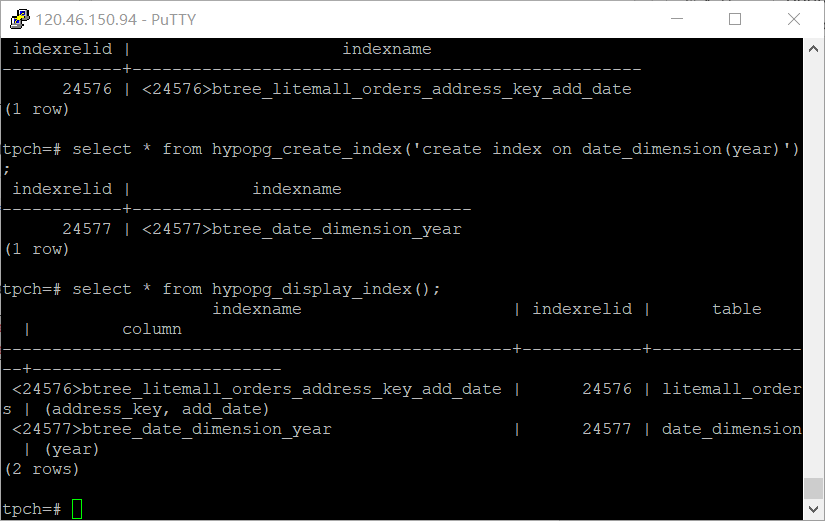 120.46.150.94 - PuTTY
 indexrelid |                     indexname
------------+---------------------------------------------------
      24576 | <24576>btree_litemall_orders_address_key_add_date
(1 row)
tpch=# select * from hypopg_create_index('create index on date_dimension(year)')
;
 indexrelid |            indexname
------------+----------------------------------
      24577 | <24577>btree_date_dimension_year
(1 row)
tpch=# select * from hypopg_display_index();
                     indexname                     | indexrelid |      table
  |         column
---------------------------------------------------+------------+---------------
--+-------------------------
 <24576>btree_litemall_orders_address_key_add_date |      24576 | litemall_order
s | (address_key, add_date)
 <24577>btree_date_dimension_year                  |      24577 | date_dimension
  | (year)
(2 rows)
tpch=#